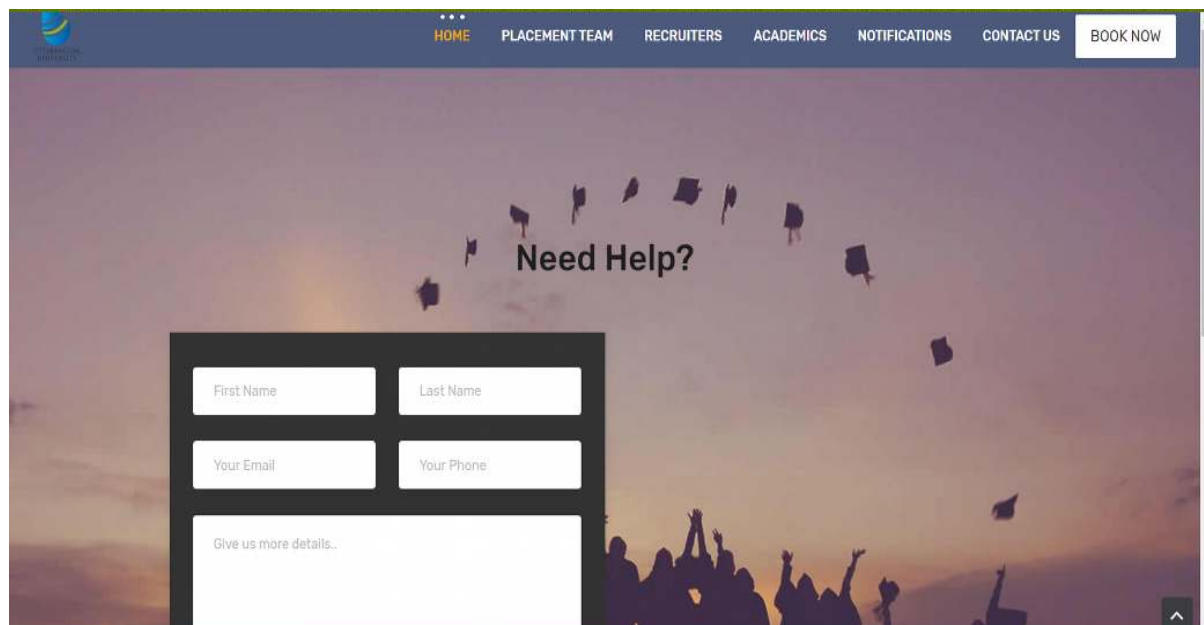 HOME PLACEMENT TEAM RECRUITERS ACADEMICS NOTIFICATIONS CONTACT US BOOK NOW
Need Help?
First Name Last Name
Your Email Your Phone
Give us more details..